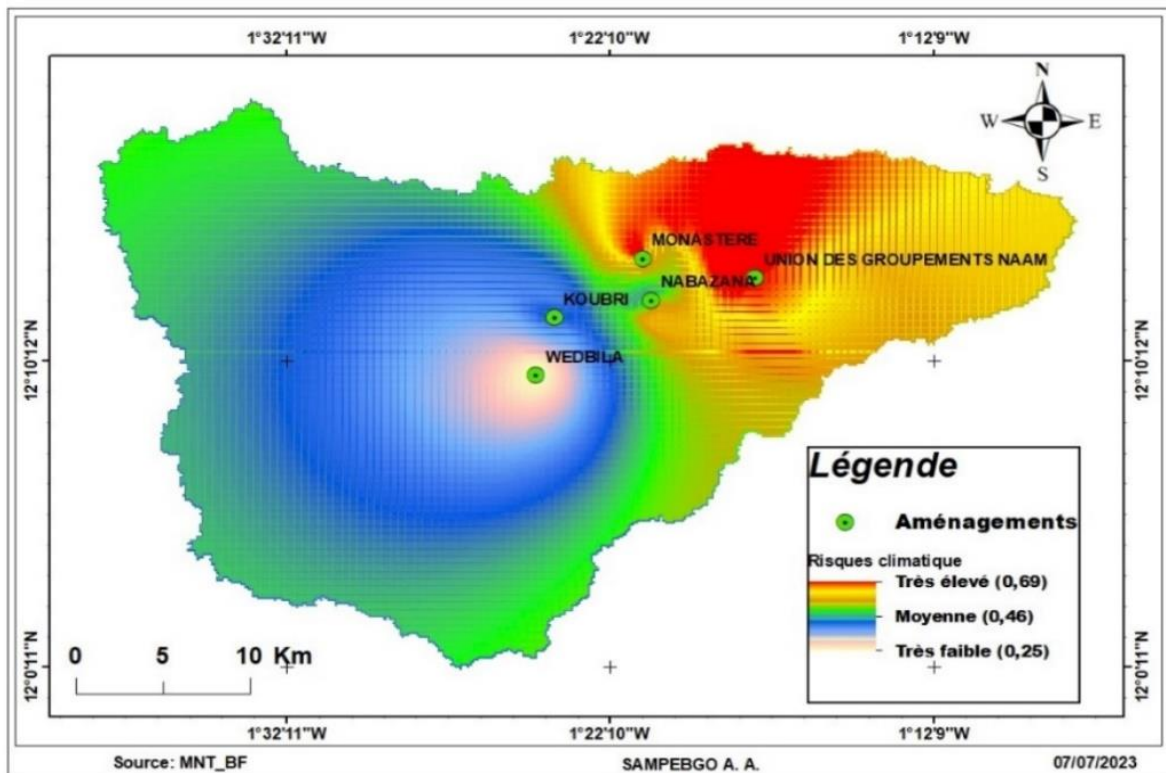 1°32'11"W 1°22'10"W 1°12'9"W
N
W E
S
MONASTERE
UNION DES GROUPEMENTS NAAM
NABAZANA
KOUBRI
WEDBILA
12°10'12"N 12°10'12"N
Légende
Aménagements
Risques climatique
Très élevé (0,69)
Moyenne (0,46)
Très faible (0,25)
0 5 10 Km
12°0'11"N 12°0'11"N
1°32'11"W 1°22'10"W 1°12'9"W
Source: MNT_BF SAMPEBGO A. A. 07/07/2023